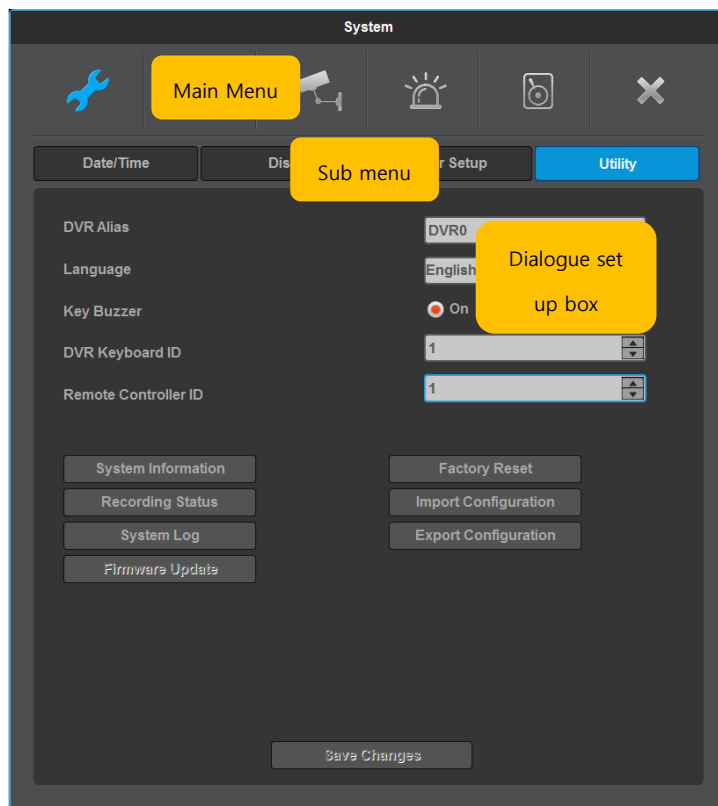 System
Main Menu
Date/Time
Sub menu
Setup
Utility
DVR Alias
DVR0
Language
English
Dialogue set
up box
Key Buzzer
On
DVR Keyboard ID
1
Remote Controller ID
1
System Information
Factory Reset
Recording Status
Import Configuration
System Log
Export Configuration
Firmware Update
Save Changes